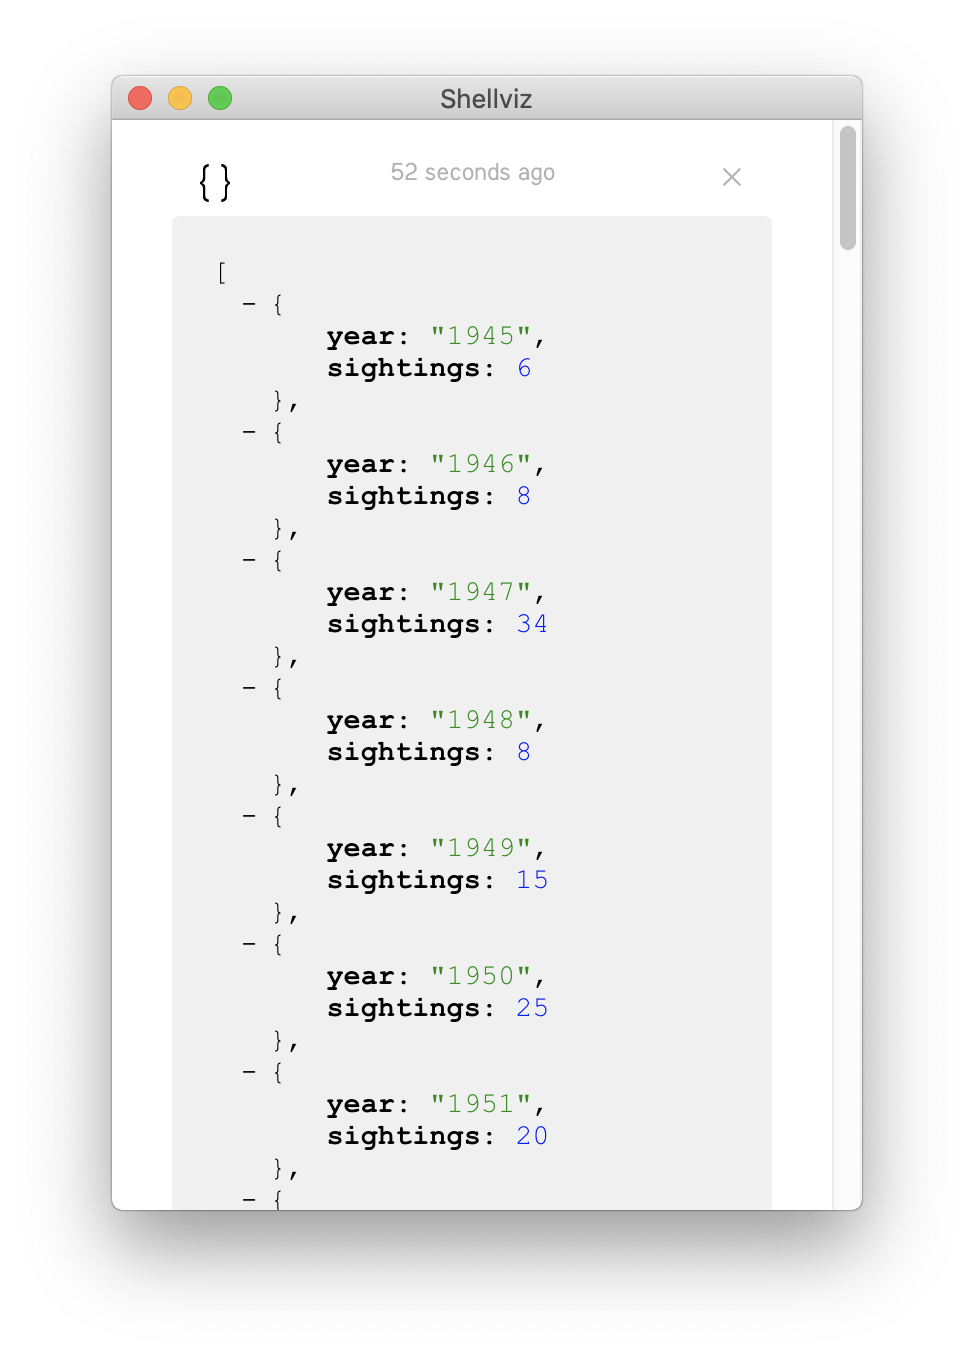 Shellviz
{ } 52 seconds ago ×
[
- {
year: "1945",
sightings: 6
},
- {
year: "1946",
sightings: 8
},
- {
year: "1947",
sightings: 34
},
- {
year: "1948",
sightings: 8
},
- {
year: "1949",
sightings: 15
},
- {
year: "1950",
sightings: 25
},
- {
year: "1951",
sightings: 20
},
- {